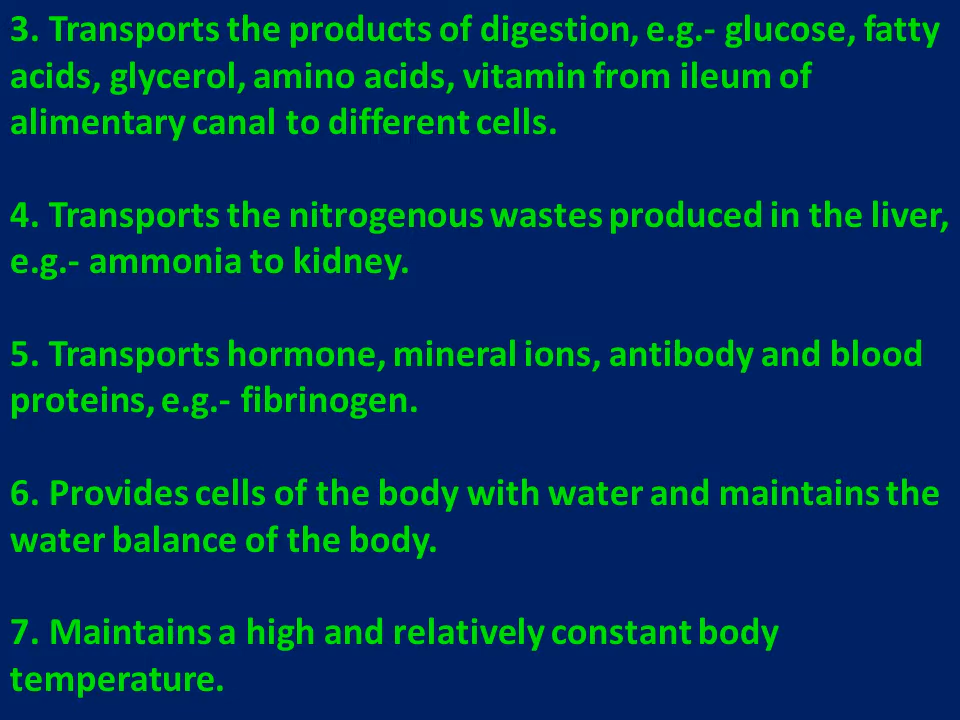 3. Transports the products of digestion, e.g.- glucose, fatty
acids, glycerol, amino acids, vitamin from ileum of
alimentary canal to different cells.
4. Transports the nitrogenous wastes produced in the liver,
e.g.- ammonia to kidney.
5. Transports hormone, mineral ions, antibody and blood
proteins, e.g.- fibrinogen.
6. Provides cells of the body with water and maintains the
water balance of the body.
7. Maintains a high and relatively constant body
temperature.